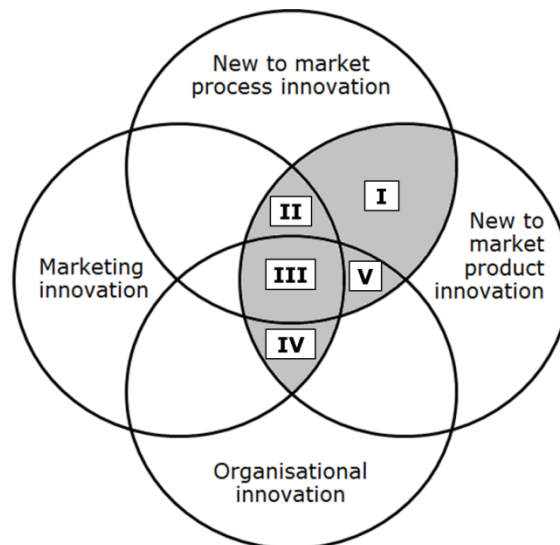 New to market
process innovation
I
II
New to
market
product
innovation
Marketing
innovation
III
V
IV
Organisational
innovation